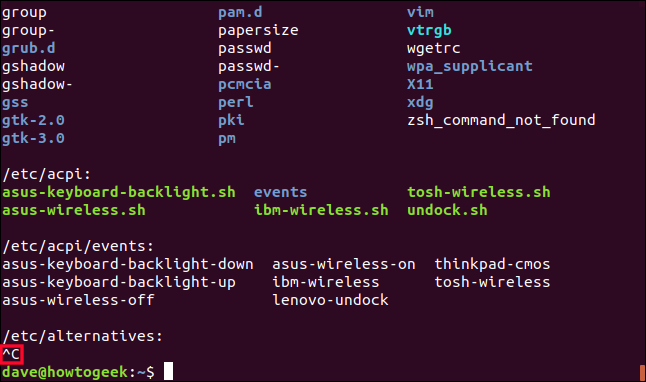 group                   pam.d                   vim
group-                  papersize               vtrgb
grub.d                  passwd                  wgetrc
gshadow                 passwd-                 wpa_supplicant
gshadow-                pcmcia                  X11
gss                     perl                    xdg
gtk-2.0                 pki                     zsh_command_not_found
gtk-3.0                 pm
/etc/acpi:
asus-keyboard-backlight.sh  events            tosh-wireless.sh
asus-wireless.sh            ibm-wireless.sh  undock.sh
/etc/acpi/events:
asus-keyboard-backlight-down  asus-wireless-on  thinkpad-cmos
asus-keyboard-backlight-up    ibm-wireless      tosh-wireless
asus-wireless-off             lenovo-undock
/etc/alternatives:
^C
dave@howtogeek:~$